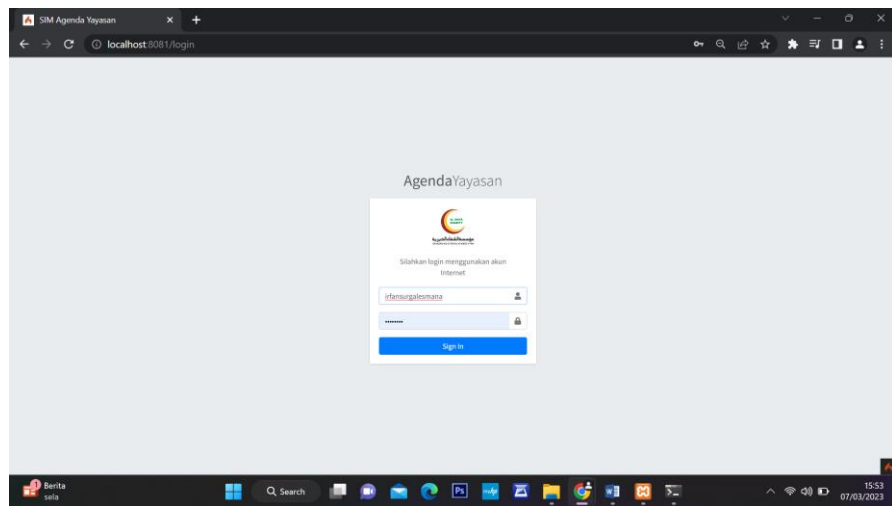 SIM Agenda Yayasan
localhost:8081/login
AgendaYayasan
Silahkan login menggunakan akun
Internet
irfansurgalesmana
Sign In
Berita
sela
Search
15:53
07/03/2023